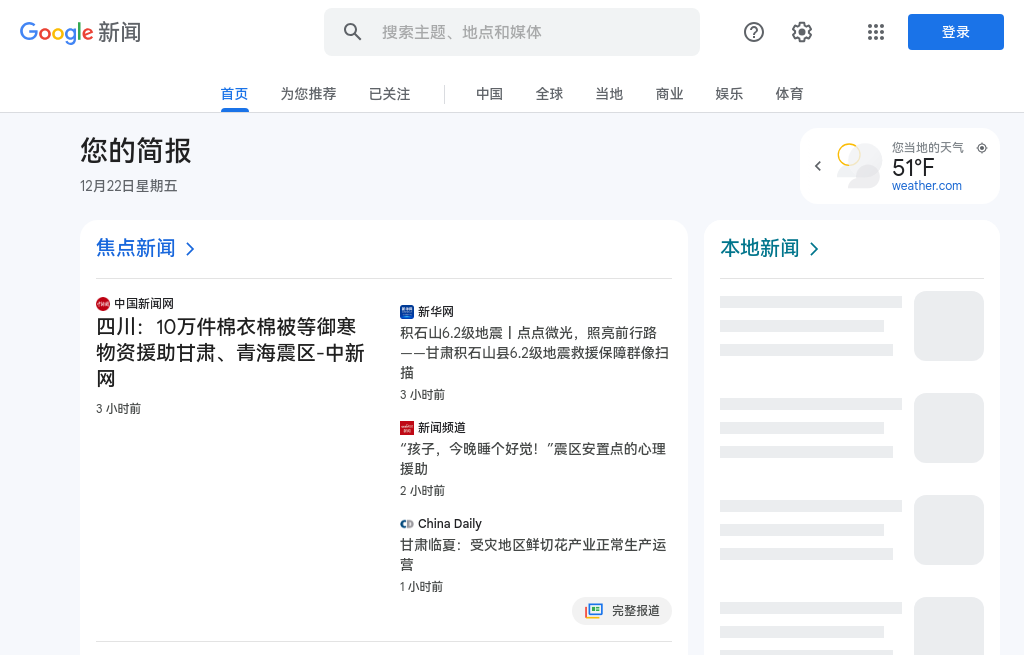 Google 新闻
搜索主题、地点和媒体
登录
首页
为您推荐
已关注
中国
全球
当地
商业
娱乐
体育
您的简报
12月22日星期五
您当地的天气
51°F
weather.com
焦点新闻
中国新闻网
四川：10万件棉衣棉被等御寒
物资援助甘肃、青海震区-中新
网
3 小时前
新华网
积石山6.2级地震丨点点微光，照亮前行路
——甘肃积石山县6.2级地震救援保障群像扫
描
3 小时前
新闻频道
“孩子，今晚睡个好觉！”震区安置点的心理
援助
2 小时前
China Daily
甘肃临夏：受灾地区鲜切花产业正常生产运
营
1 小时前
完整报道
本地新闻